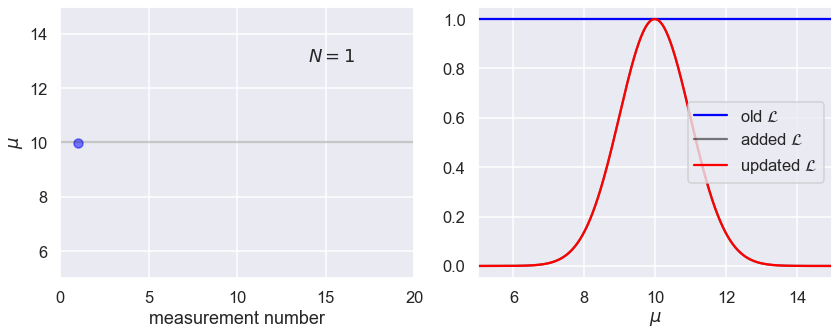 14
12
10
8
6
μ
N = 1
0 5 10 15 20
measurement number
1.0
0.8
0.6
0.4
0.2
0.0
old ℒ
added ℒ
updated ℒ
6 8 10 12 14
μ